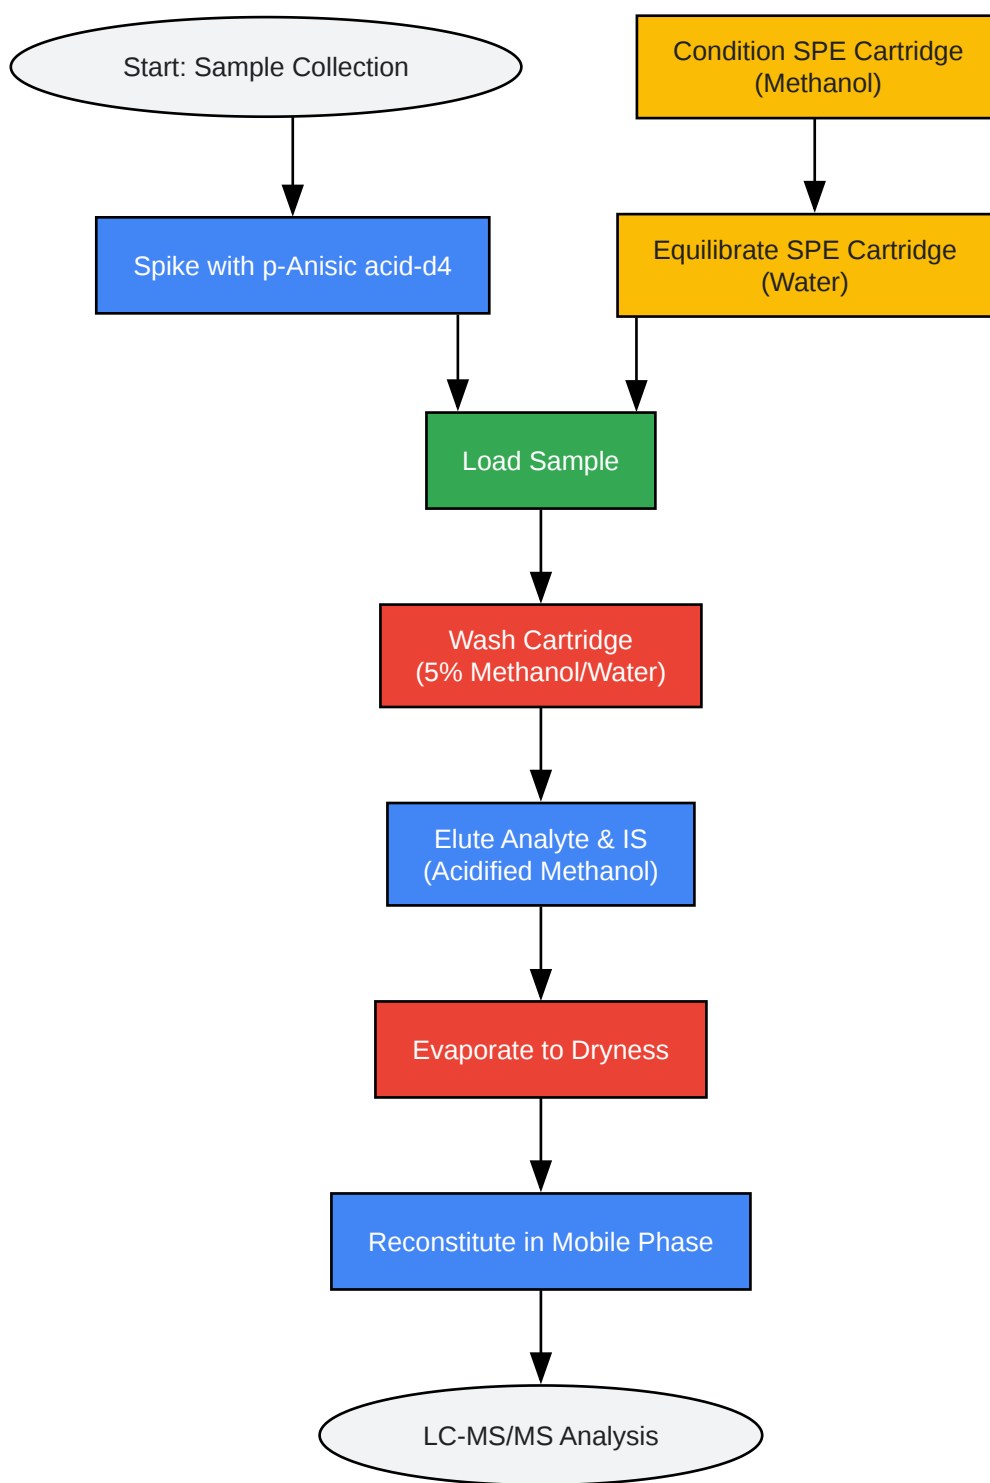 Start: Sample Collection
Condition SPE Cartridge
(Methanol)
Spike with p-Anisic acid-d4
Equilibrate SPE Cartridge
(Water)
Load Sample
Wash Cartridge
(5% Methanol/Water)
Elute Analyte & IS
(Acidified Methanol)
Evaporate to Dryness
Reconstitute in Mobile Phase
LC-MS/MS Analysis